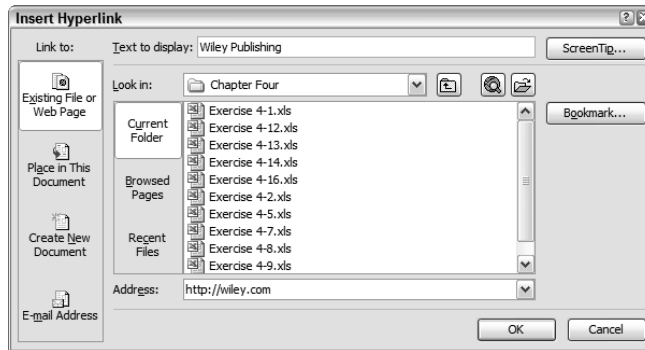 Insert Hyperlink
Link to:
Text to display: Wiley Publishing
ScreenTip...
Existing File or
Web Page
Place in This
Document
Create New
Document
E-mail Address
Look in: Chapter Four
Current
Folder
Browsed
Pages
Recent
Files
Exercise 4-1.xls
Exercise 4-12.xls
Exercise 4-13.xls
Exercise 4-14.xls
Exercise 4-16.xls
Exercise 4-2.xls
Exercise 4-5.xls
Exercise 4-7.xls
Exercise 4-8.xls
Exercise 4-9.xls
Bookmark...
Address: http://wiley.com
OK
Cancel